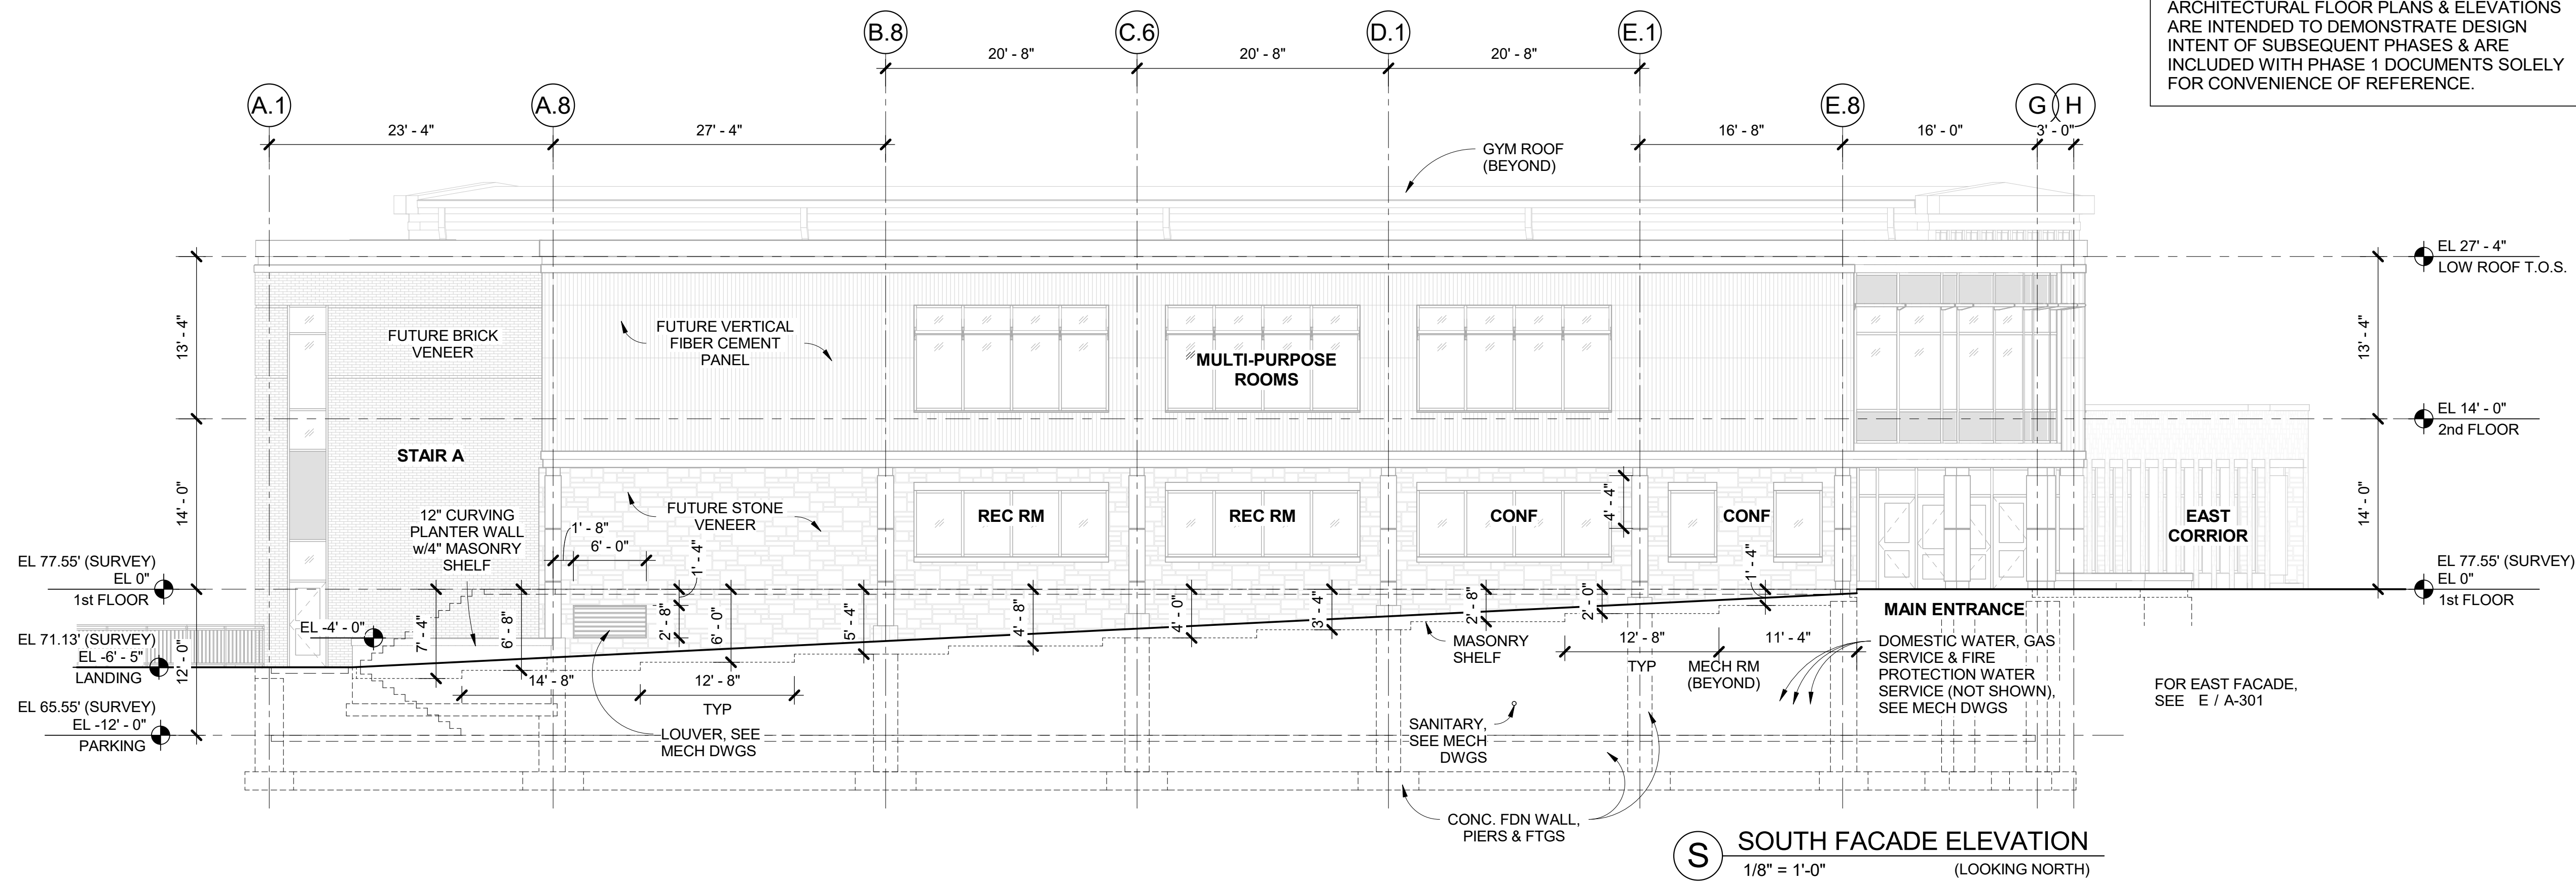 ARCHITECTURAL FLOOR PLANS & ELEVATIONS
ARE INTENDED TO DEMONSTRATE DESIGN
INTENT OF SUBSEQUENT PHASES & ARE
INCLUDED WITH PHASE 1 DOCUMENTS SOLELY
FOR CONVENIENCE OF REFERENCE.
B.8
C.6
D.1
E.1
20' - 8"
20' - 8"
20' - 8"
A.1
A.8
E.8
G
H
23' - 4"
27' - 4"
16' - 8"
16' - 0"
3' - 0"
GYM ROOF
(BEYOND)
EL 27' - 4"
LOW ROOF T.O.S.
13' - 4"
FUTURE BRICK
VENEER
FUTURE VERTICAL
FIBER CEMENT
PANEL
MULTI-PURPOSE
ROOMS
13' - 4"
EL 14' - 0"
2nd FLOOR
STAIR A
14' - 0"
12" CURVING
PLANTER WALL
w/4" MASONRY
SHELF
FUTURE STONE
VENEER
1' - 8"
6' - 0"
1' - 4"
REC RM
REC RM
CONF
4' - 4"
CONF
1' - 4"
EAST
CORRIOR
14' - 0"
EL 77.55' (SURVEY)
EL 0"
1st FLOOR
EL 77.55' (SURVEY)
EL 0"
1st FLOOR
EL -4' - 0"
7' - 4"
6' - 8"
2' - 8"
6' - 0"
5' - 4"
4' - 8"
4' - 0"
3' - 4"
2' - 8"
2' - 0"
MAIN ENTRANCE
EL 71.13' (SURVEY)
EL -6' - 5"
LANDING
12' - 0"
14' - 8"
12' - 8"
TYP
MASONRY
SHELF
12' - 8"
TYP
11' - 4"
MECH RM
(BEYOND)
DOMESTIC WATER, GAS
SERVICE & FIRE
PROTECTION WATER
SERVICE (NOT SHOWN),
SEE MECH DWGS
FOR EAST FACADE,
SEE E / A-301
EL 65.55' (SURVEY)
EL -12' - 0"
PARKING
LOUVER, SEE
MECH DWGS
SANITARY,
SEE MECH
DWGS
CONC. FDN WALL,
PIERS & FTGS
S
SOUTH FACADE ELEVATION
1/8" = 1'-0"
(LOOKING NORTH)